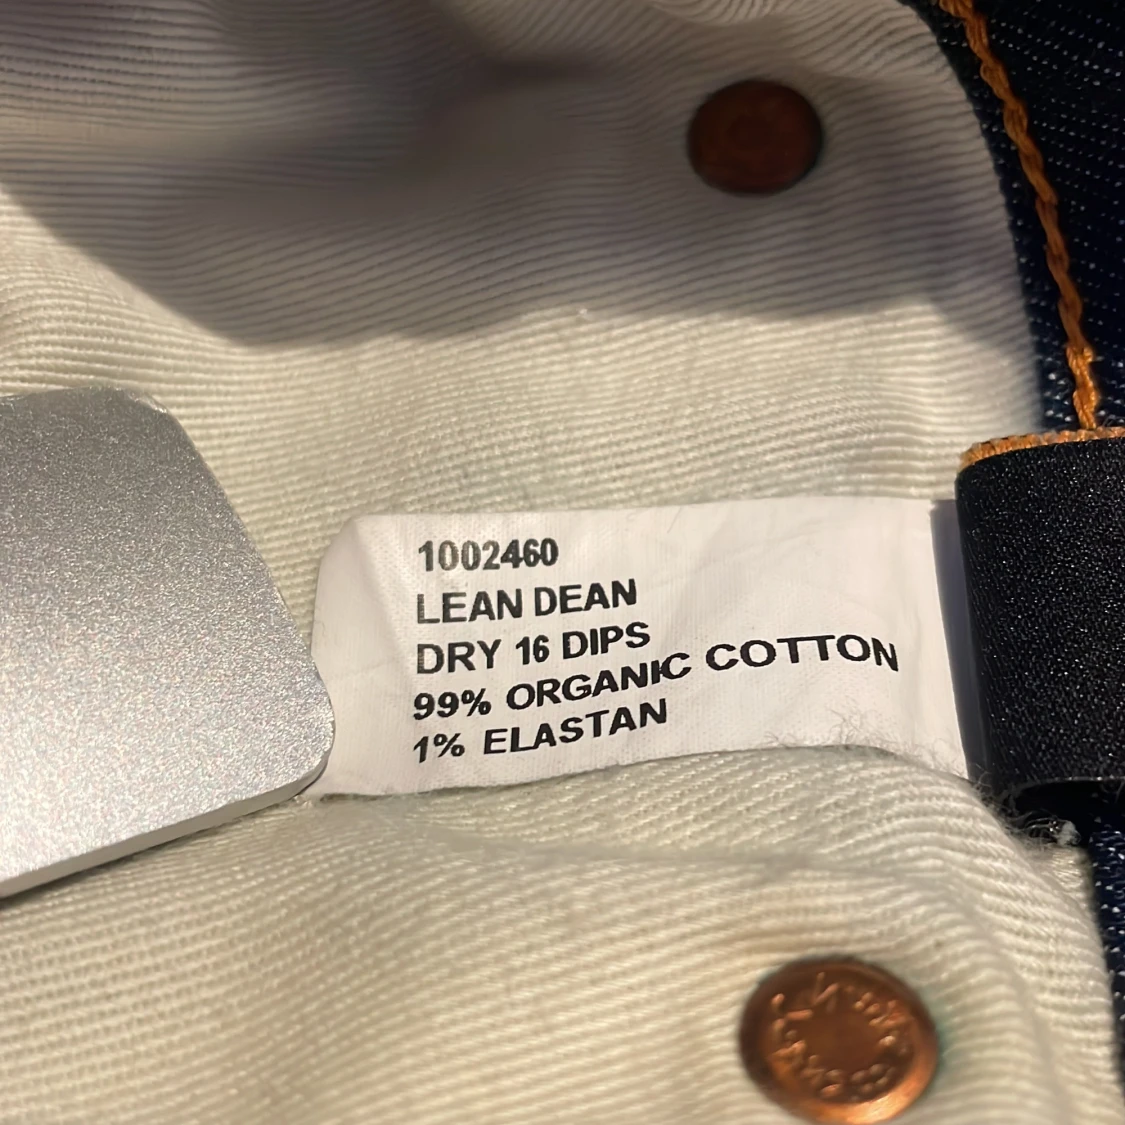 1002460
LEAN DEAN
DRY 16 DIPS
99% ORGANIC COTTON
1% ELASTAN